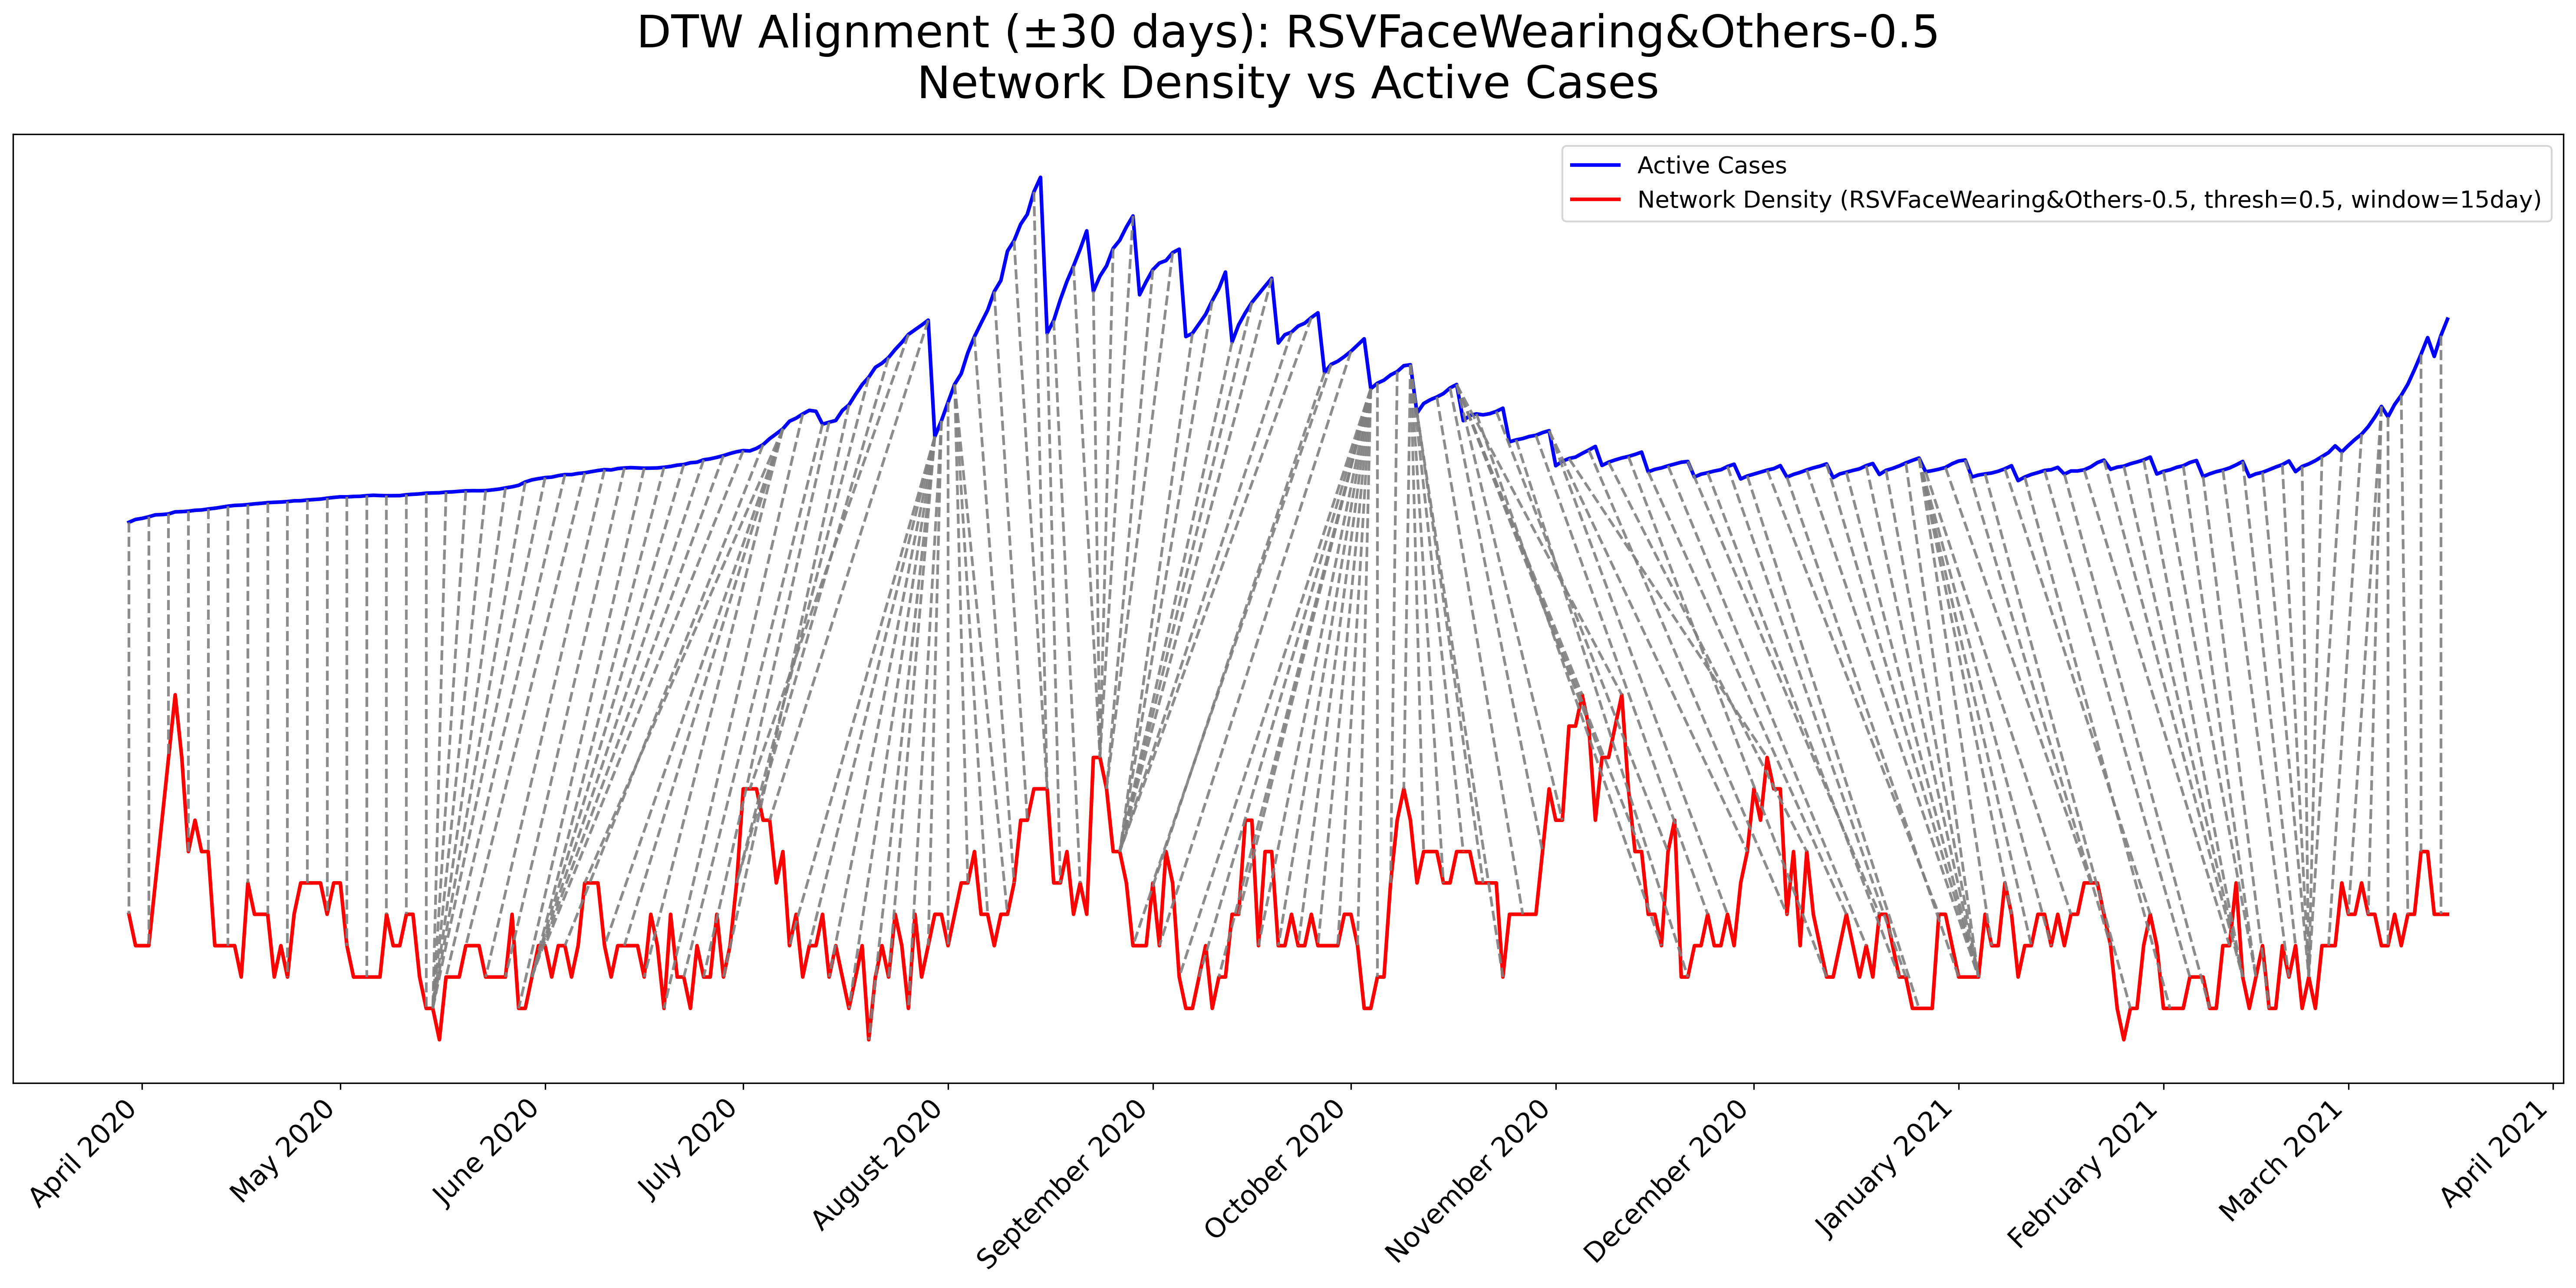 DTW Alignment (±30 days): RSVFaceWearing&Others-0.5
Network Density vs Active Cases
Active Cases
Network Density (RSVFaceWearing&Others-0.5, thresh=0.5, window=15day)
April 2020
May 2020
June 2020
July 2020
August 2020
September 2020
October 2020
November 2020
December 2020
January 2021
February 2021
March 2021
April 2021